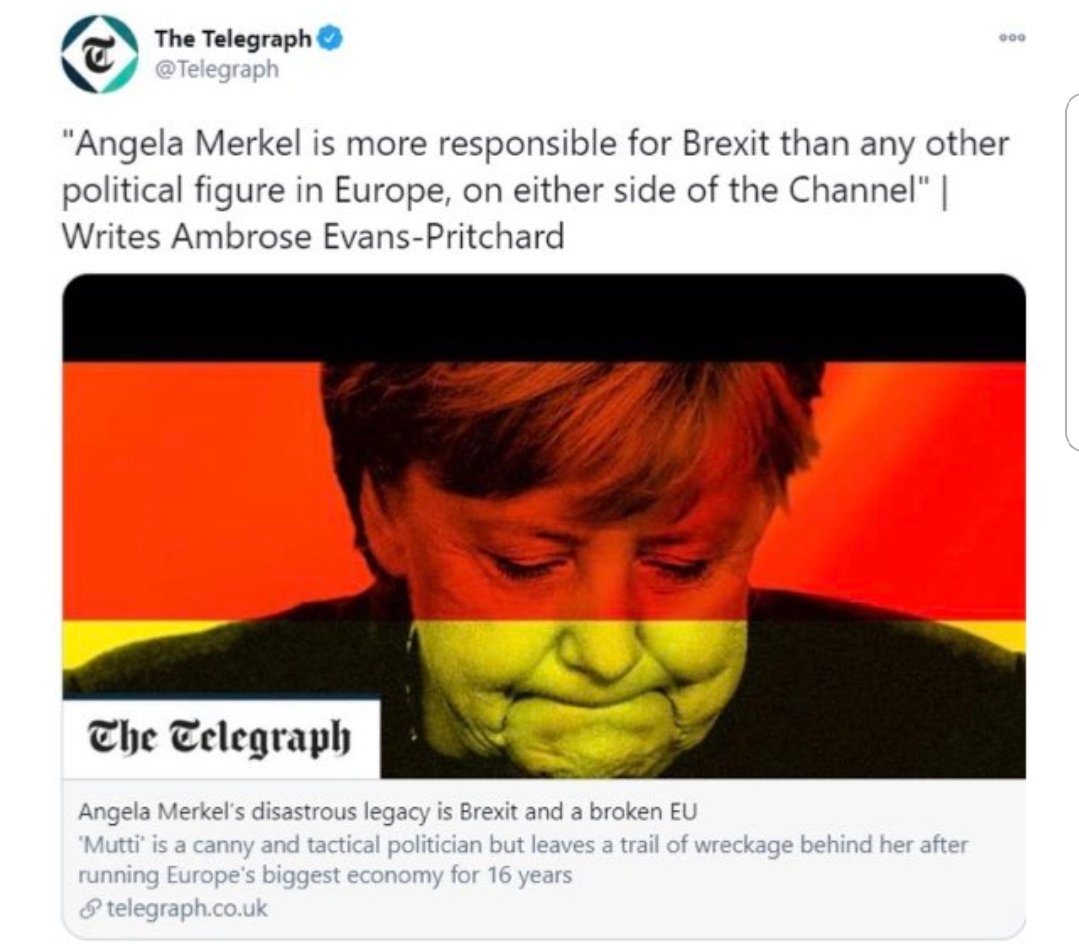 The Telegraph
@Telegraph
"Angela Merkel is more responsible for Brexit than any other
political figure in Europe, on either side of the Channel" |
Writes Ambrose Evans-Pritchard
The Telegraph
Angela Merkel's disastrous legacy is Brexit and a broken EU
'Mutti' is a canny and tactical politician but leaves a trail of wreckage behind her after
running Europe's biggest economy for 16 years
telegraph.co.uk